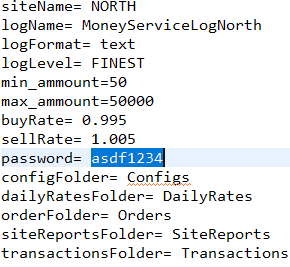 siteName= NORTH
logName= MoneyServiceLogNorth
logFormat= text
logLevel= FINEST
min_ammount=50
max_ammount=50000
buyRate= 0.995
sellRate= 1.005
password= asdf1234
configFolder= Configs
dailyRatesFolder= DailyRates
orderFolder= Orders
siteReportsFolder= SiteReports
transactionsFolder= Transactions